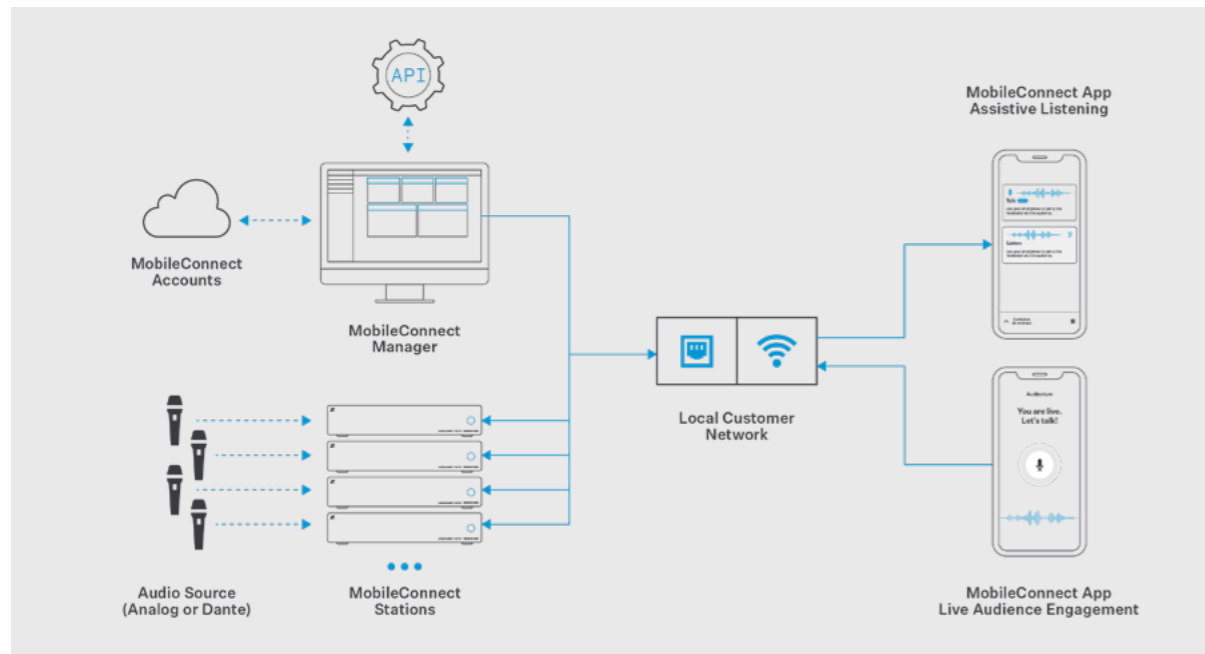 API
MobileConnect App
Assistive Listening
Talk
Listen
MobileConnect
Accounts
MobileConnect
Manager
Local Customer
Network
Auditorium
You are live.
Let's talk!
Audio Source
(Analog or Dante)
MobileConnect
Stations
MobileConnect App
Live Audience Engagement